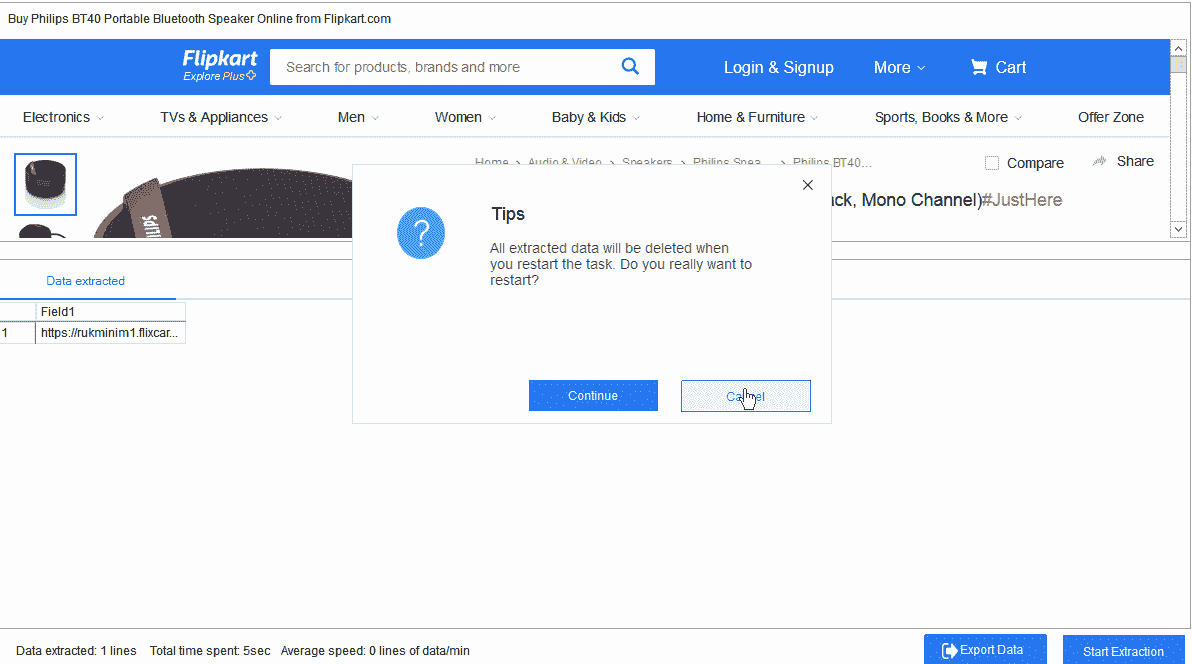 Buy Philips BT40 Portable Bluetooth Speaker Online from Flipkart.com
Flipkart
Explore Plus
Search for products, brands and more
Login & Signup
More
Cart
Electronics
TVs & Appliances
Men
Women
Baby & Kids
Home & Furniture
Sports, Books & More
Offer Zone
Home > Audio & Video > Speakers > Philips Spea... > Philips BT40...
Compare
Share
ack, Mono Channel)#JustHere
Tips
All extracted data will be deleted when
you restart the task. Do you really want to
restart?
Continue
Cancel
Data extracted
Field1
1 https://rukminim1.flixcar...
Data extracted: 1 lines Total time spent: 5sec Average speed: 0 lines of data/min
Export Data
Start Extraction